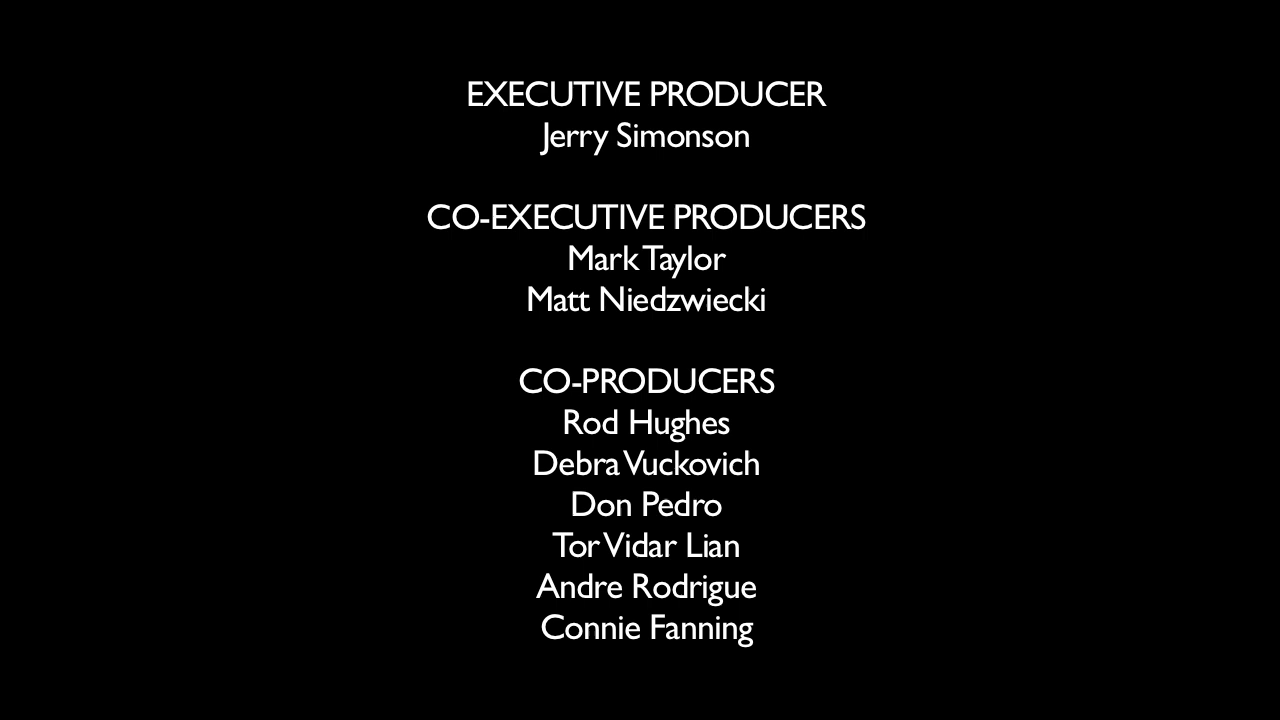 EXECUTIVE PRODUCER
Jerry Simonson
CO-EXECUTIVE PRODUCERS
Mark Taylor
Matt Niedzwiecki
CO-PRODUCERS
Rod Hughes
Debra Vuckovich
Don Pedro
Tor Vidar Lian
Andre Rodrigue
Connie Fanning